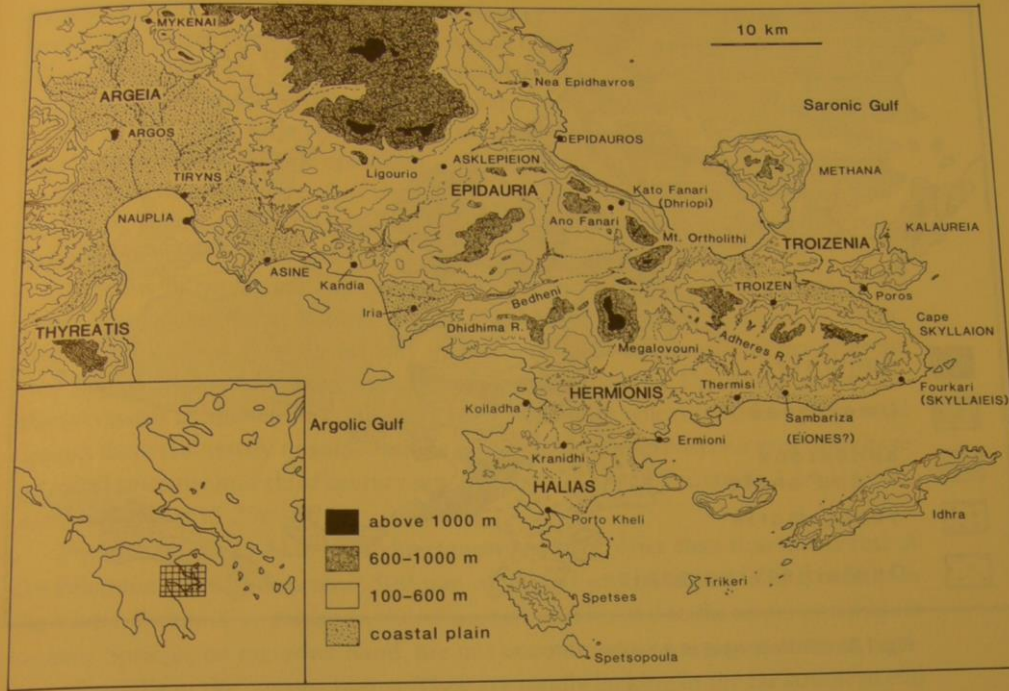 MYKENAI
10 km
Nea Epidhavros
Saronic Gulf
ARGEIA
ARGOS
EPIDAUROS
ASKLEPIEION
Ligourio
METHANA
TIRYNS
EPIDAURIA
Kato Fanari
(Dhriopi)
Ano Fanari
NAUPLIA
KALAUREIA
Mt. Ortholithi
TROIZENIA
ASINE
Kandia
TROIZEN
Poros
Bedheni
Iria
Cape
SKYLLAION
THYREATIS
Dhidhima R.
Adheres R.
Megalovouni
Thermisi
Fourkari
(SKYLLAIEIS)
HERMIONIS
Koiladha
Sambariza
(EIONES?)
Argolic Gulf
Ermioni
Kranidhi
HALIAS
Idhra
Porto Kheli
above 1000 m
600-1000 m
Trikeri
100-600 m
Spetses
coastal plain
Spetsopoula